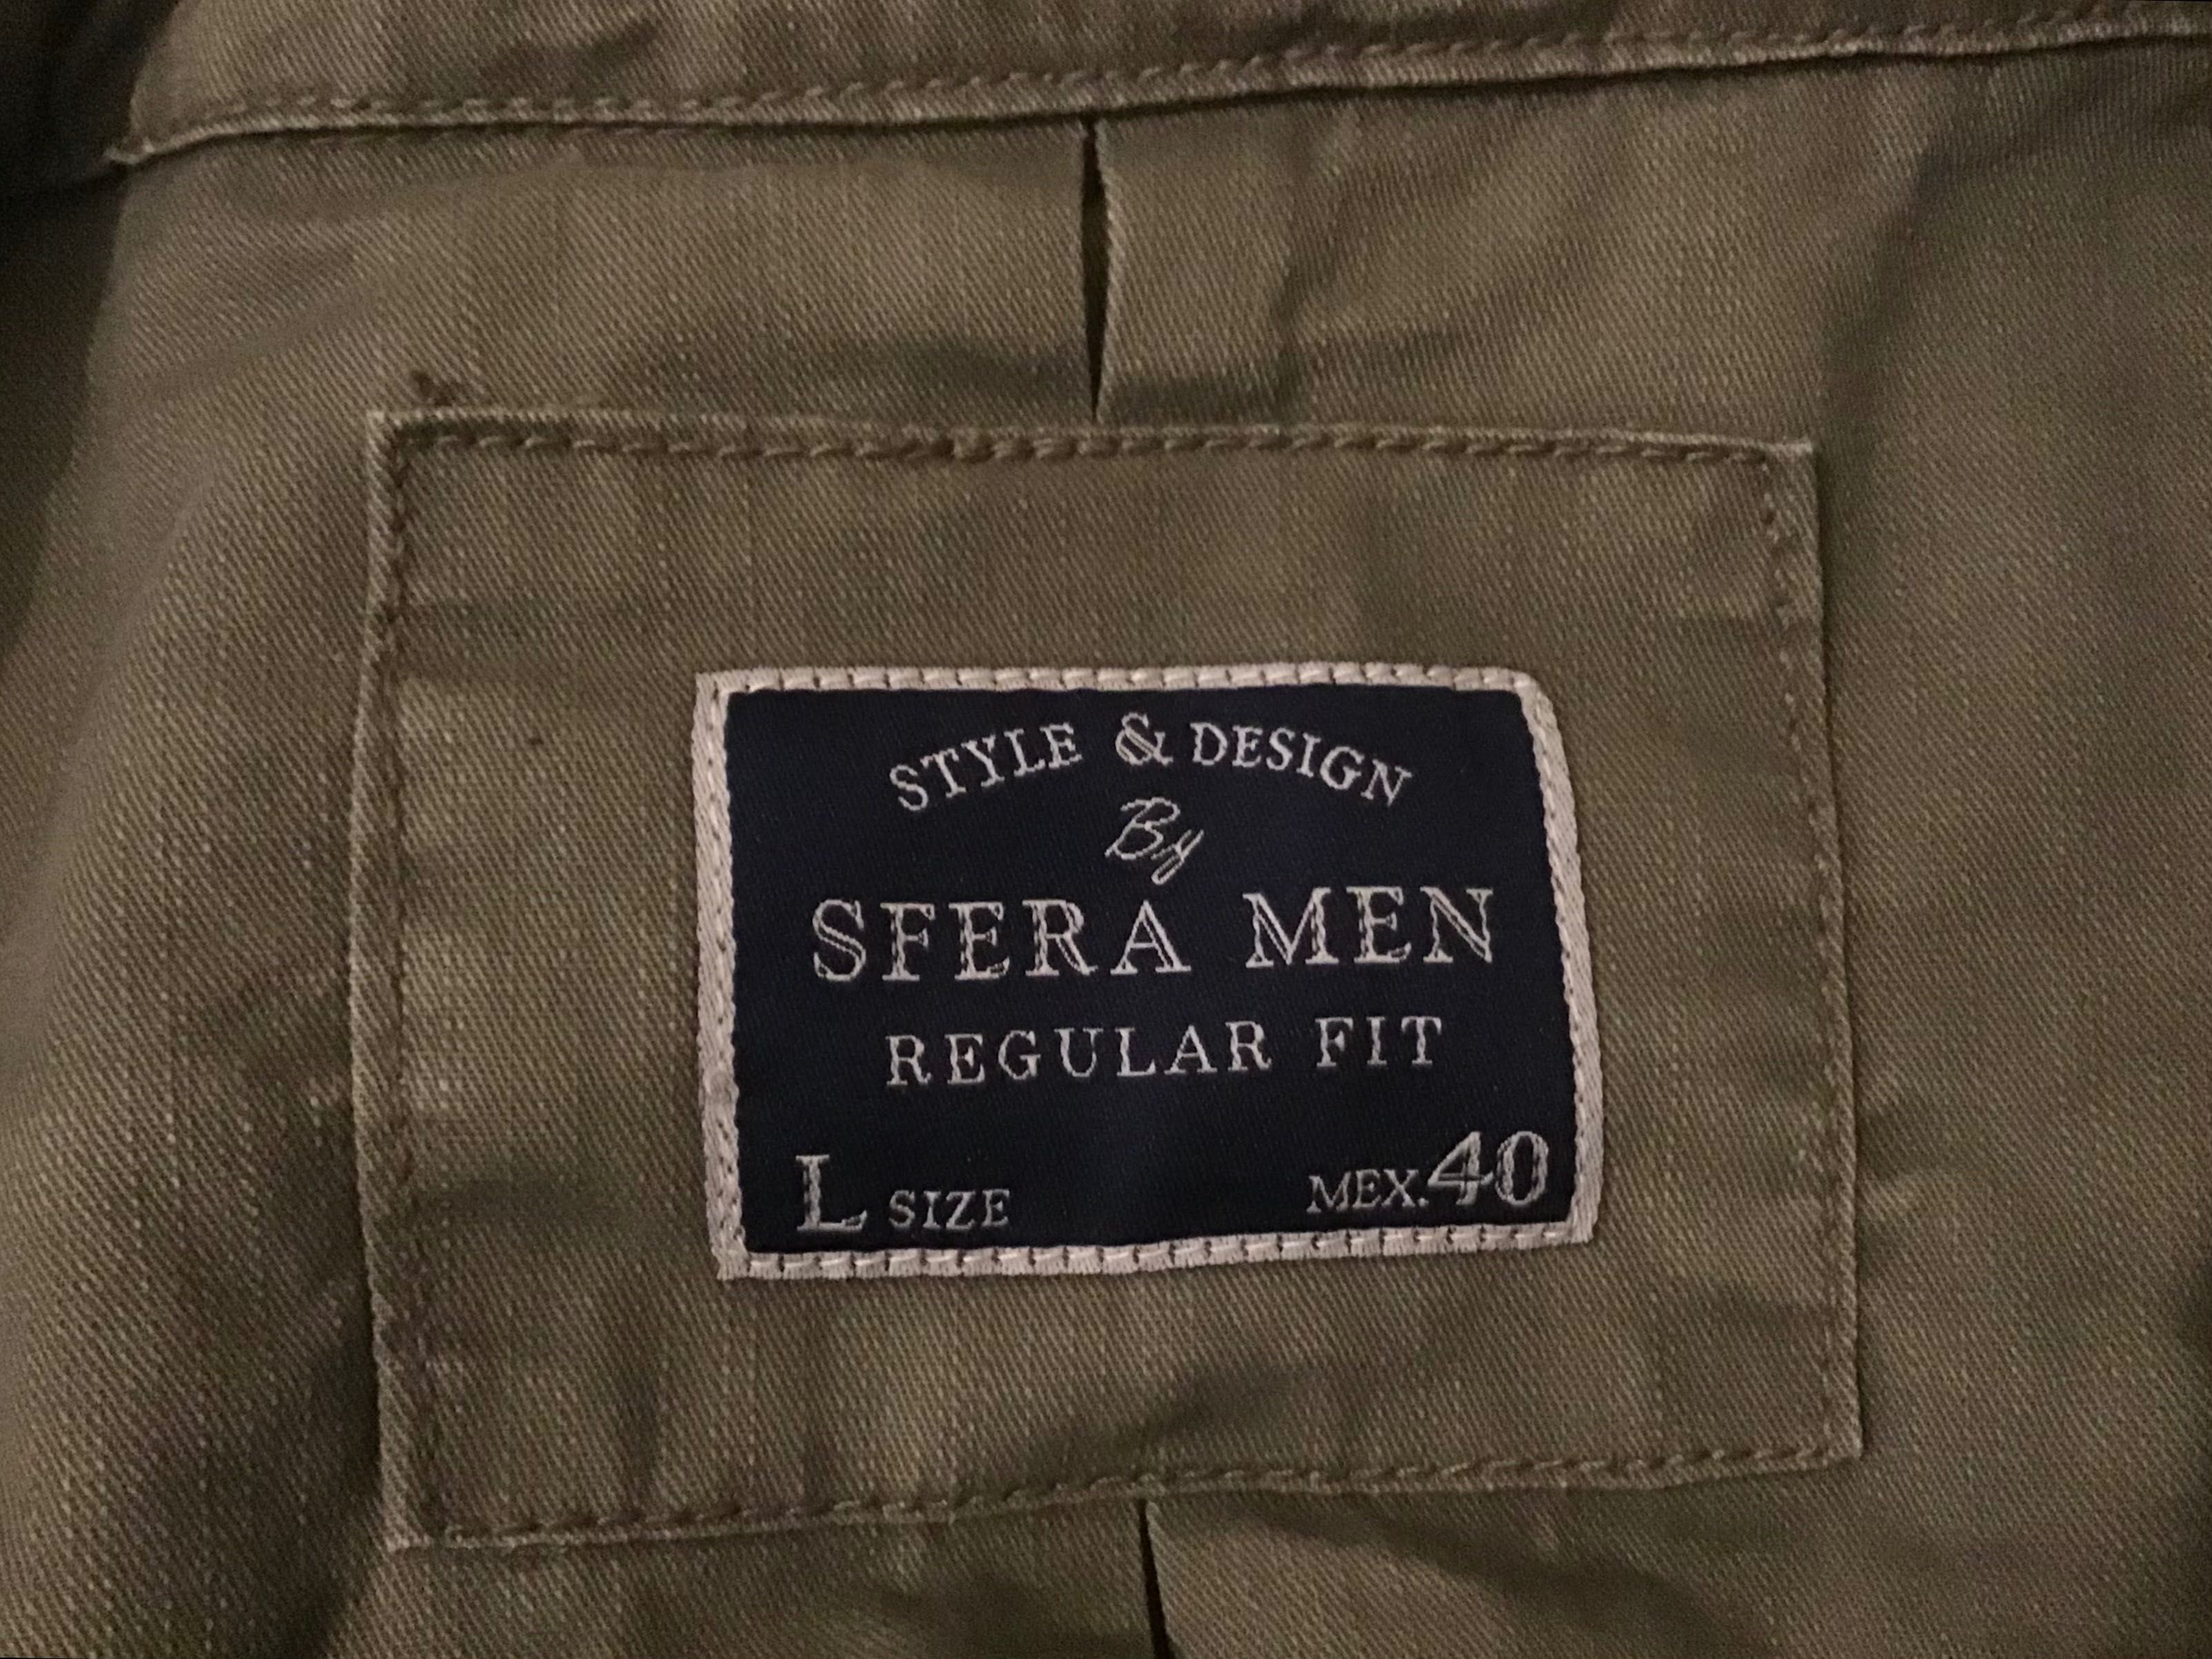 STYLE & DESIGN
By
SFERA MEN
REGULAR FIT
L SIZE MEX.40